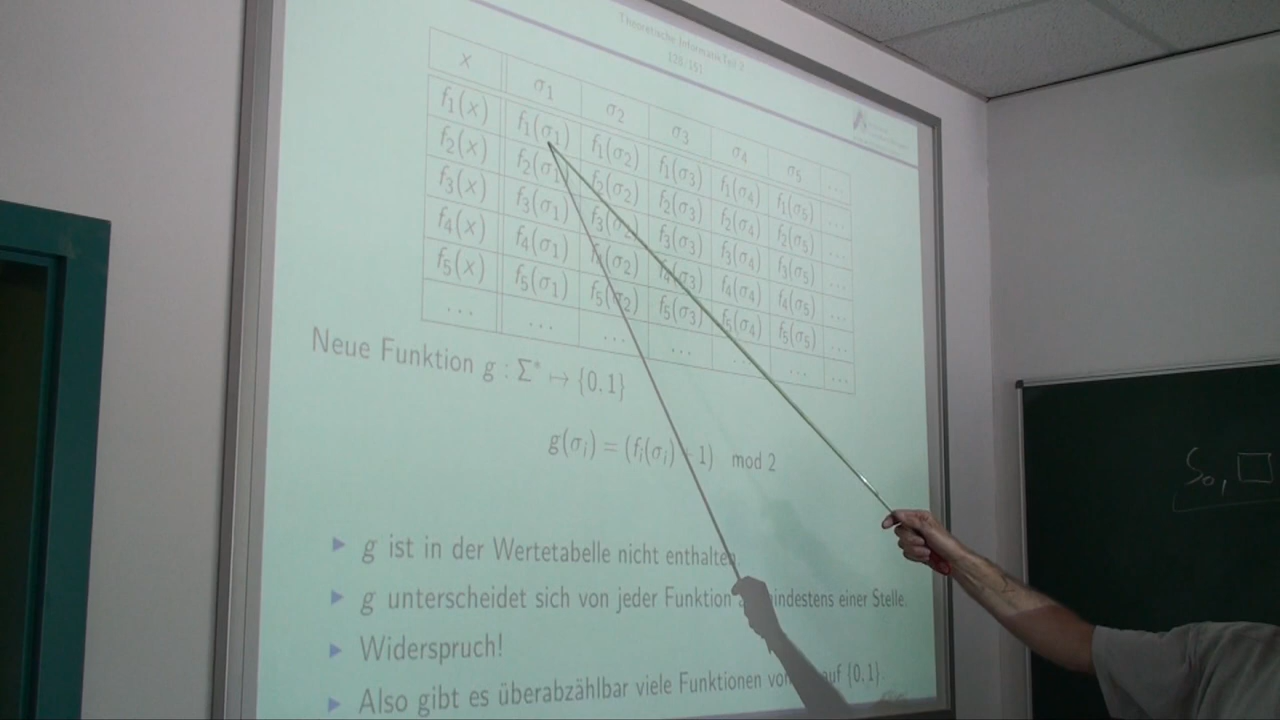 Theoretische Informatik Teil 2
128/151
x σ1 σ2 σ3 σ4 σ5 ...
f1(x) f1(σ1) f1(σ2) f1(σ3) f1(σ4) f1(σ5) ...
f2(x) f2(σ1) f2(σ2) f2(σ3) f2(σ4) f2(σ5) ...
f3(x) f3(σ1) f3(σ2) f3(σ3) f3(σ4) f3(σ5) ...
f4(x) f4(σ1) f4(σ2) f4(σ3) f4(σ4) f4(σ5) ...
f5(x) f5(σ1) f5(σ2) f5(σ3) f5(σ4) f5(σ5) ...
... ... ... ... ... ... ...
Neue Funktion g : Σ* ↦ {0.1}
g(σi) = (fi(σi) + 1) mod 2
▶ g ist in der Wertetabelle nicht enthalten
▶ g unterscheidet sich von jeder Funktion mindestens einer Stelle
▶ Widerspruch!
▶ Also gibt es überabzählbar viele Funktionen von auf {0.1}
S0, □